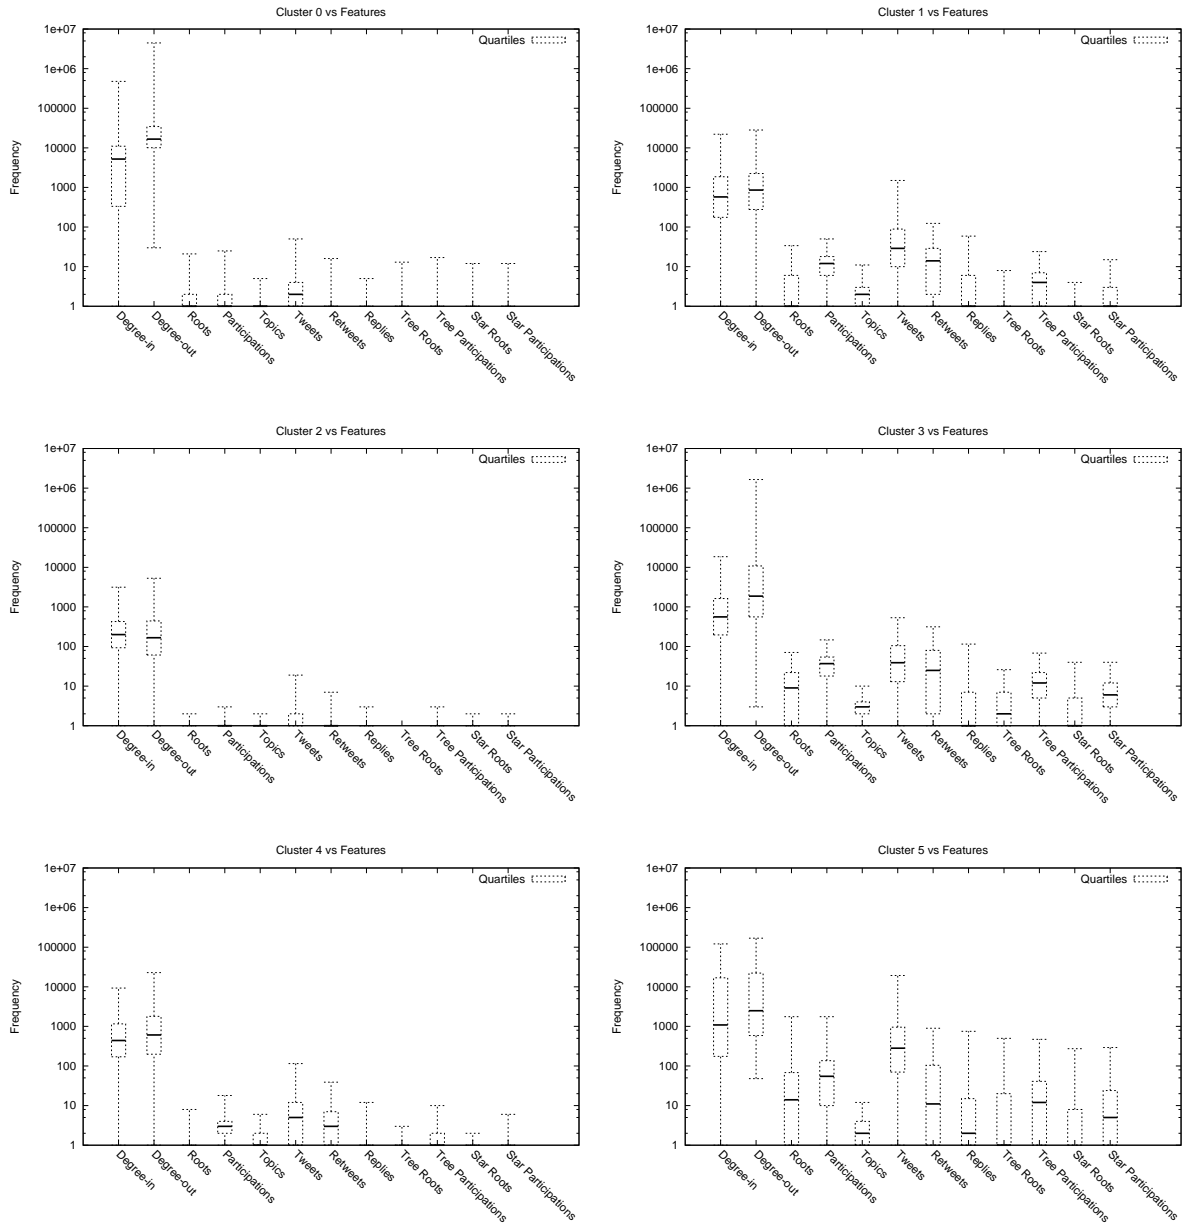 Cluster 0 vs Features
1e+07
1e+06
100000
10000
1000
100
10
1
Frequency
Quartiles
Degree-in
Degree-out
Roots
Participations
Topics
Tweets
Retweets
Replies
Tree Roots
Tree Participations
Star Roots
Star Participations
Cluster 1 vs Features
1e+07
1e+06
100000
10000
1000
100
10
1
Frequency
Quartiles
Degree-in
Degree-out
Roots
Participations
Topics
Tweets
Retweets
Replies
Tree Roots
Tree Participations
Star Roots
Star Participations
Cluster 2 vs Features
1e+07
1e+06
100000
10000
1000
100
10
1
Frequency
Quartiles
Degree-in
Degree-out
Roots
Participations
Topics
Tweets
Retweets
Replies
Tree Roots
Tree Participations
Star Roots
Star Participations
Cluster 3 vs Features
1e+07
1e+06
100000
10000
1000
100
10
1
Frequency
Quartiles
Degree-in
Degree-out
Roots
Participations
Topics
Tweets
Retweets
Replies
Tree Roots
Tree Participations
Star Roots
Star Participations
Cluster 4 vs Features
1e+07
1e+06
100000
10000
1000
100
10
1
Frequency
Quartiles
Degree-in
Degree-out
Roots
Participations
Topics
Tweets
Retweets
Replies
Tree Roots
Tree Participations
Star Roots
Star Participations
Cluster 5 vs Features
1e+07
1e+06
100000
10000
1000
100
10
1
Frequency
Quartiles
Degree-in
Degree-out
Roots
Participations
Topics
Tweets
Retweets
Replies
Tree Roots
Tree Participations
Star Roots
Star Participations